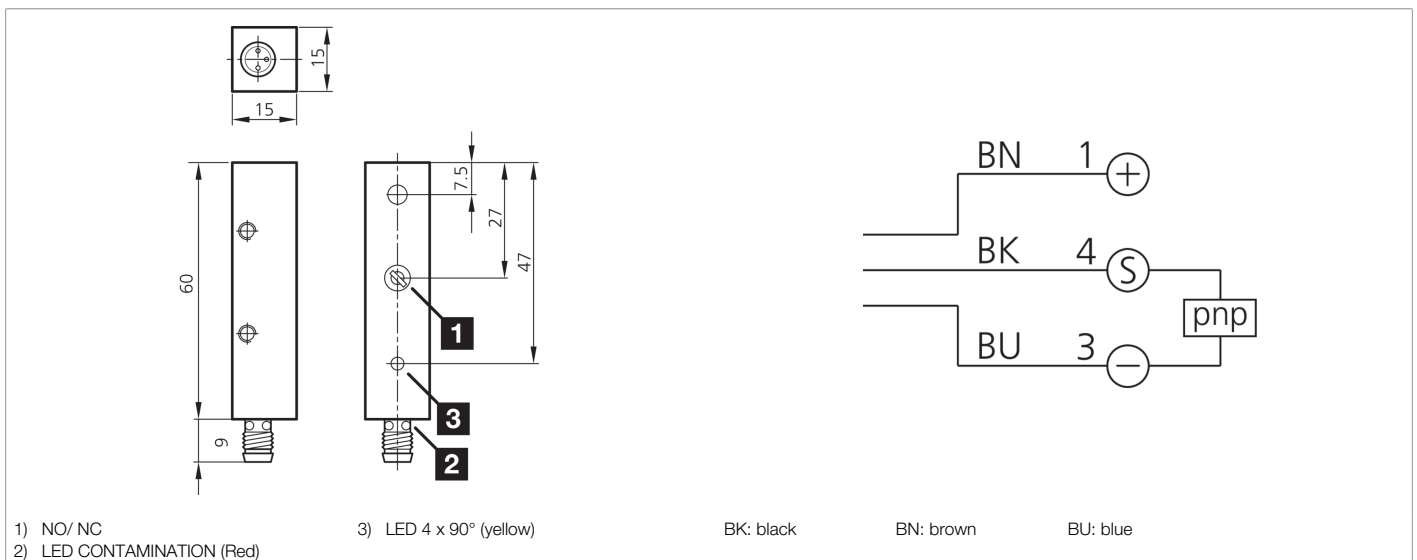 15
15
60
9
7.5
27
47
1
3
2
BN 1 +
BK 4 S
pnp
BU 3 −
1) NO/ NC
3) LED 4 x 90° (yellow)
BK: black
BN: brown
BU: blue
2) LED CONTAMINATION (Red)